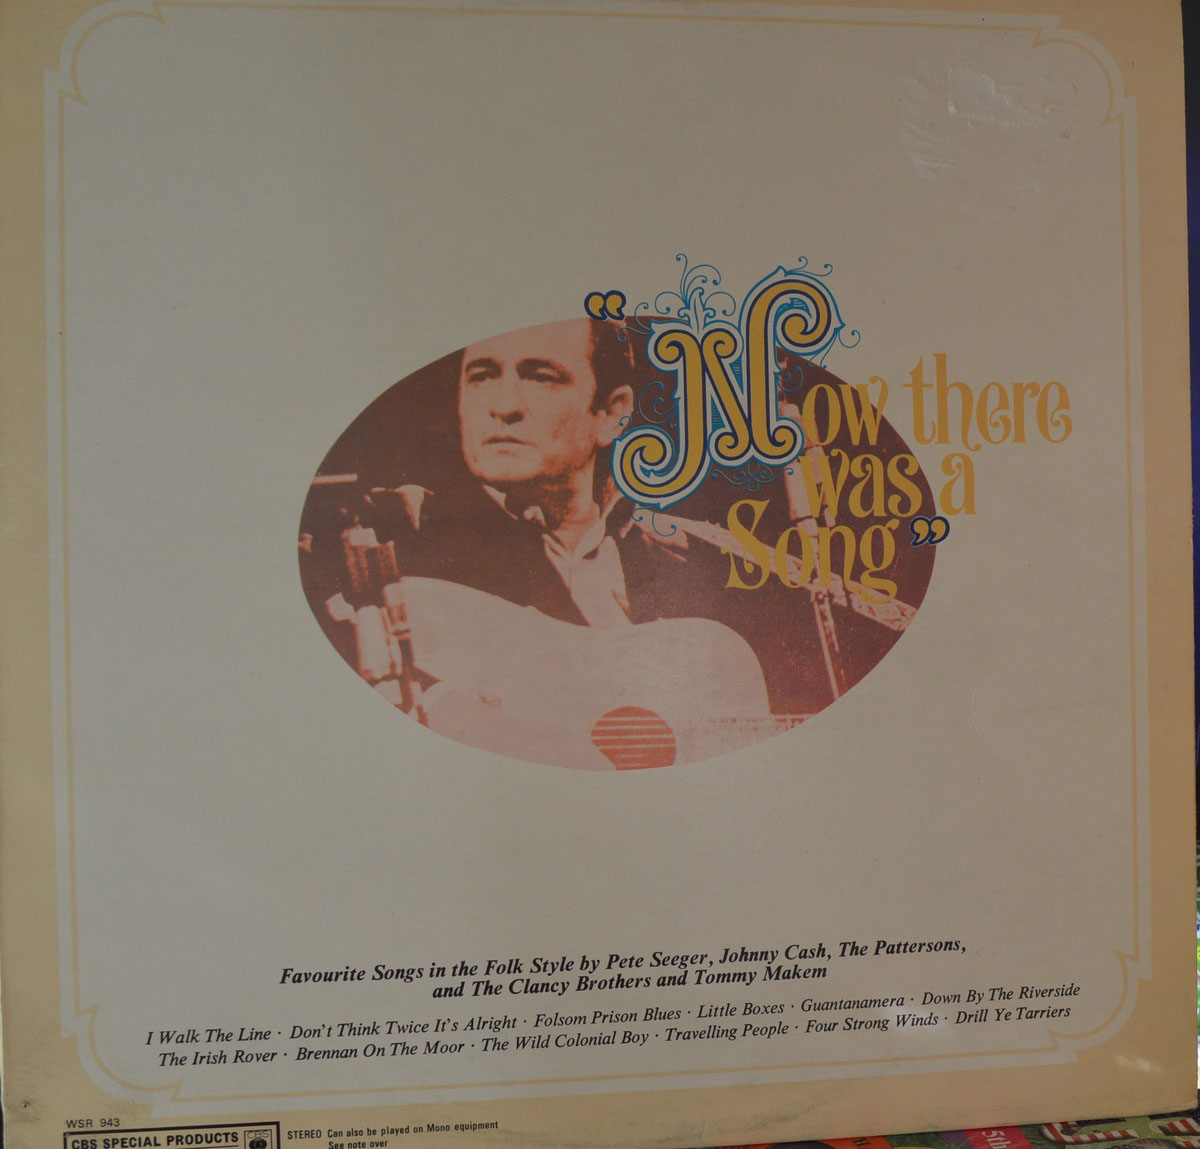 “Now there
was a
Song”
Favourite Songs in the Folk Style by Pete Seeger, Johnny Cash, The Pattersons,
and The Clancy Brothers and Tommy Makem
I Walk The Line · Don't Think Twice It's Alright · Folsom Prison Blues · Little Boxes · Guantanamera · Down By The Riverside
The Irish Rover · Brennan On The Moor · The Wild Colonial Boy · Travelling People · Four Strong Winds · Drill Ye Tarriers
WSR 943
CBS SPECIAL PRODUCTS CBS
STEREO Can also be played on Mono equipment
See note over
5th